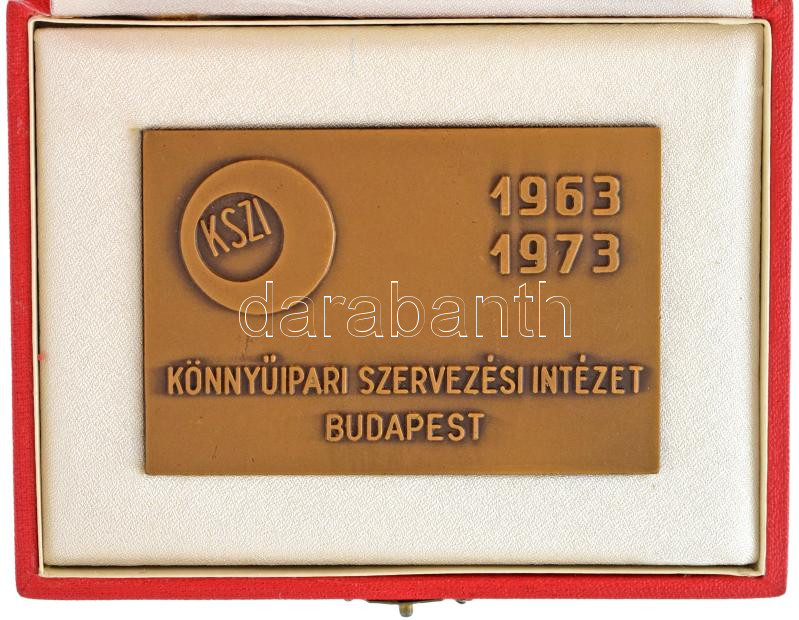 KSZI
1963
1973
darabanth
KÖNNYŰIPARI SZERVEZÉSI INTÉZET
BUDAPEST